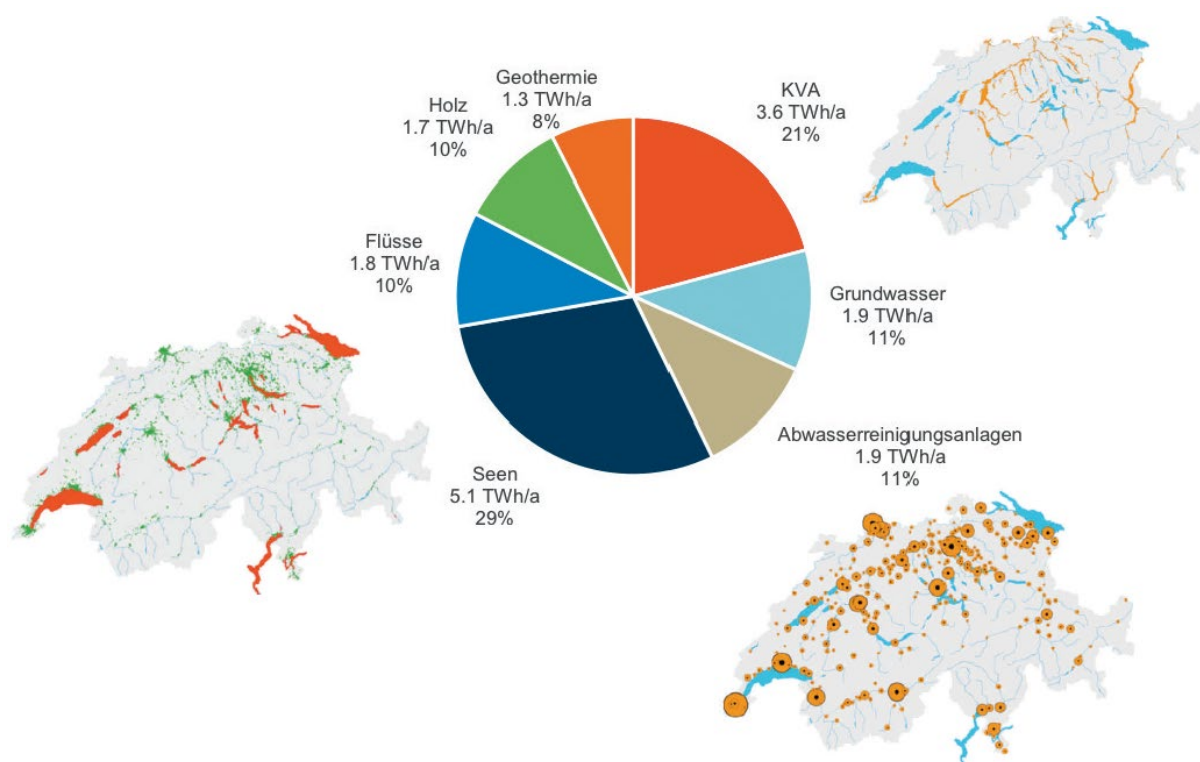 Geothermie
1.3 TWh/a
8%
Holz
1.7 TWh/a
10%
KVA
3.6 TWh/a
21%
Flüsse
1.8 TWh/a
10%
Grundwasser
1.9 TWh/a
11%
Abwasserreinigungsanlagen
1.9 TWh/a
11%
Seen
5.1 TWh/a
29%